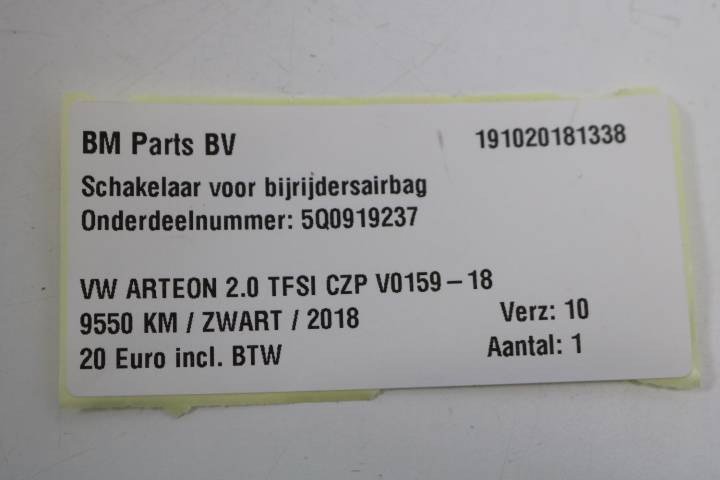 BM Parts BV 191020181338
Schakelaar voor bijrijdersairbag
Onderdeelnummer: 5Q0919237
VW ARTEON 2.0 TFSI CZP V0159-18
9550 KM / ZWART / 2018 Verz: 10
20 Euro incl. BTW Aantal: 1